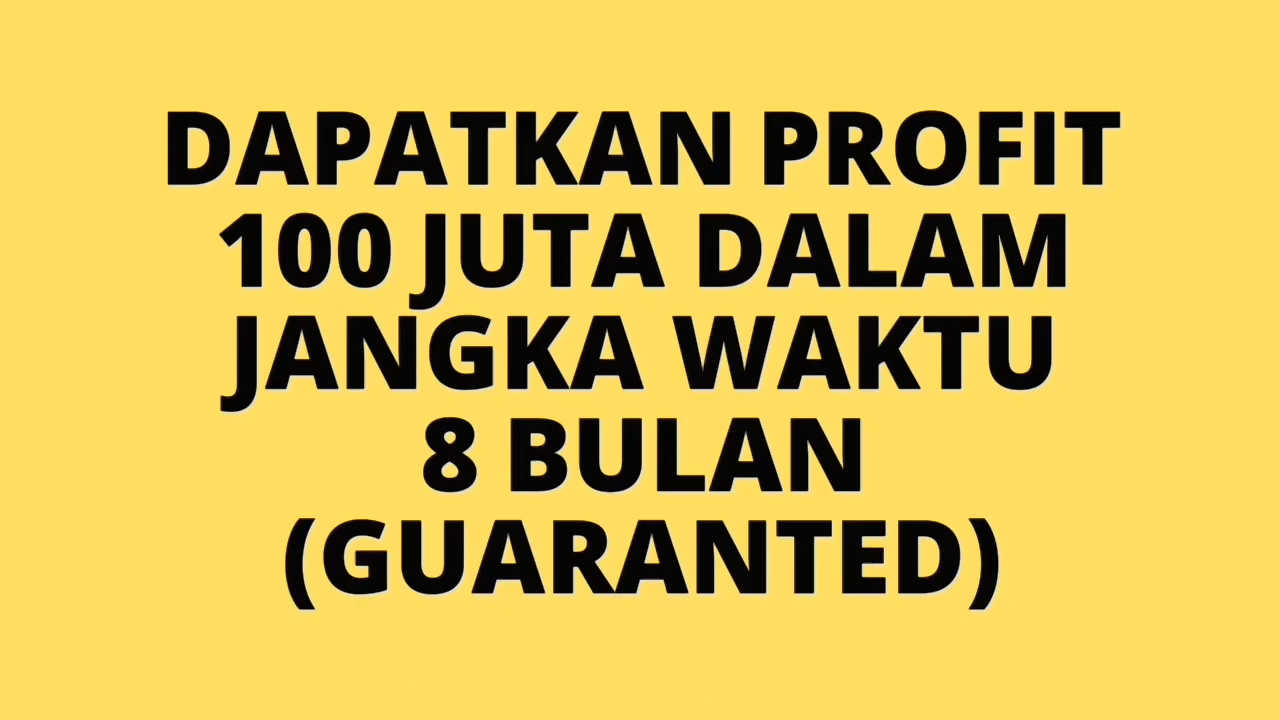 DAPATKAN PROFIT
100 JUTA DALAM
JANGKA WAKTU
8 BULAN
(GUARANTED)